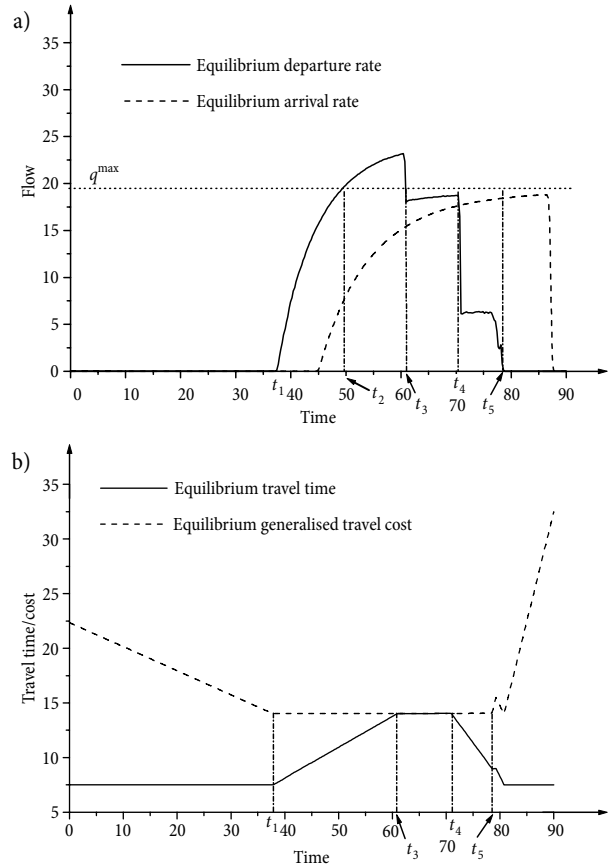 a)
35
30
25
20
15
10
5
0
Flow
Equilibrium departure rate
Equilibrium arrival rate
q^max
0 10 20 30 40 50 60 70 80 90
t1 t2 t3 t4 t5
Time
b)
35
30
25
20
15
10
5
Travel time/cost
Equilibrium travel time
Equilibrium generalised travel cost
0 10 20 30 40 50 60 70 80 90
t1 t3 t4 t5
Time